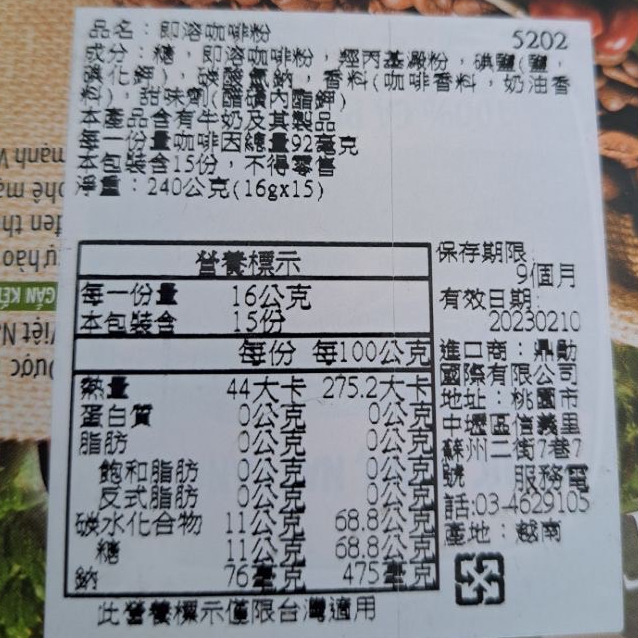 品名：即溶咖啡粉
5202
成分：糖，即溶咖啡粉，羥丙基澱粉，碘鹽(鹽，
碘化鉀)，碳酸氫鈉，香料(咖啡香料，奶油香
料)，甜味劑(醋磺內酯鉀)
本產品含有牛奶及其製品
每一份量咖啡因總量92毫克
本包裝含15份，不得零售
淨重：240公克(16gx15)
營養標示
每一份量 16公克
本包裝含 15份
每份 每100公克
熱量 44大卡 275.2大卡
蛋白質 0公克 0公克
脂肪 0公克 0公克
飽和脂肪 0公克 0公克
反式脂肪 0公克 0公克
碳水化合物 11公克 68.8公克
糖 11公克 68.8公克
鈉 76毫克 475毫克
此營養標示僅限台灣適用
保存期限:
9個月
有效日期:
20230210
進口商：鼎勛
國際有限公司
地址：桃園市
中壢區信義里
蘇州二街7巷7
號 服務電
話:03-4629105
產地：越南